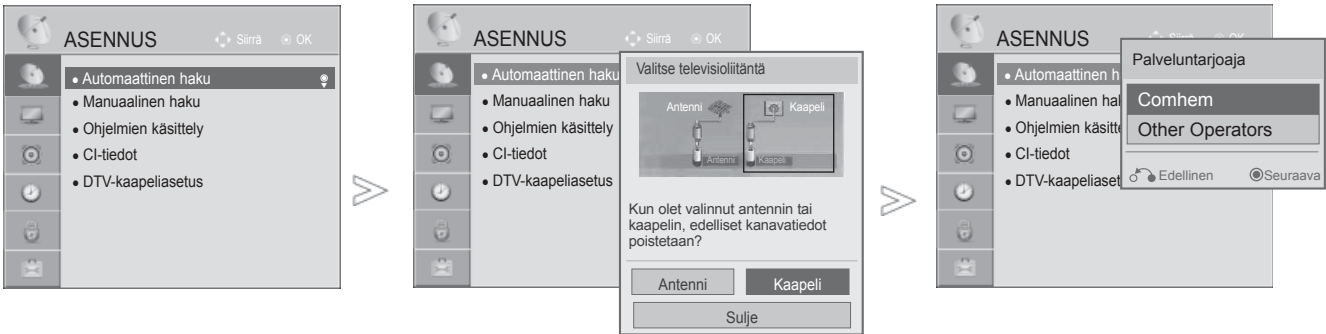 ASENNUS
Siirrä OK
• Automaattinen haku
• Manuaalinen haku
• Ohjelmien käsittely
• CI-tiedot
• DTV-kaapeliasetus
ASENNUS
Siirrä OK
• Automaattinen haku
• Manuaalinen haku
• Ohjelmien käsittely
• CI-tiedot
• DTV-kaapeliasetus
Valitse televisioliitäntä
Antenni Kaapeli
Antenni Kaapeli
Kun olet valinnut antennin tai
kaapelin, edelliset kanavatiedot
poistetaan?
Antenni Kaapeli
Sulje
ASENNUS
Siirrä OK
• Automaattinen h
• Manuaalinen hak
• Ohjelmien käsitte
• CI-tiedot
• DTV-kaapeliaset
Palveluntarjoaja
Comhem
Other Operators
Edellinen Seuraava